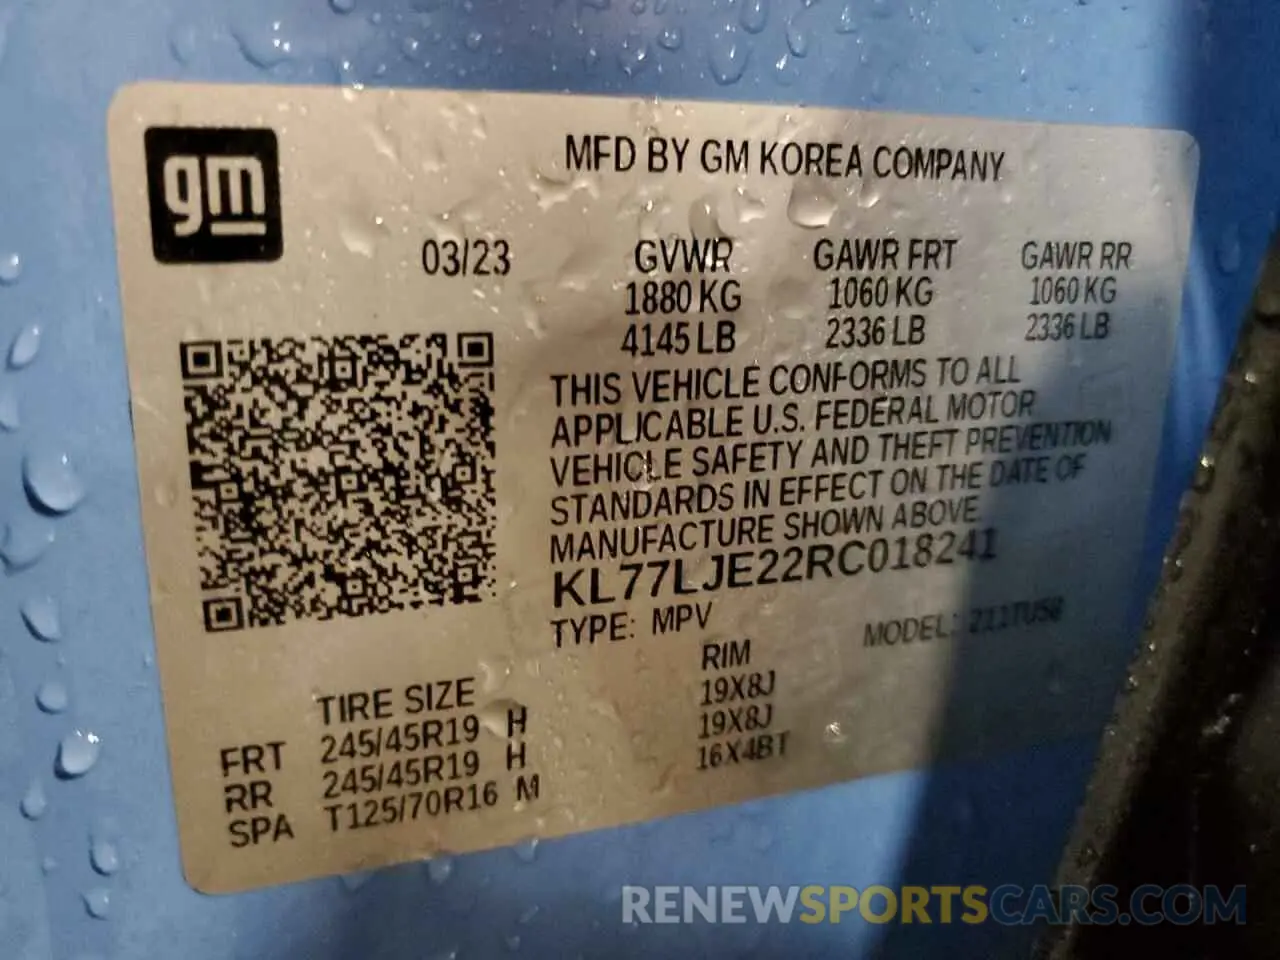 gm
MFD BY GM KOREA COMPANY
03/23 GVWR GAWR FRT GAWR RR
1880 KG 1060 KG 1060 KG
4145 LB 2336 LB 2336 LB
THIS VEHICLE CONFORMS TO ALL
APPLICABLE U.S. FEDERAL MOTOR
VEHICLE SAFETY AND THEFT PREVENTION
STANDARDS IN EFFECT ON THE DATE OF
MANUFACTURE SHOWN ABOVE
KL77LJE22RC018241
TYPE: MPV MODEL: 211TU58
TIRE SIZE RIM
FRT 245/45R19 H 19X8J
RR 245/45R19 H 19X8J
SPA T125/70R16 M 16X4BT
RENEWSPORTSCARS.COM